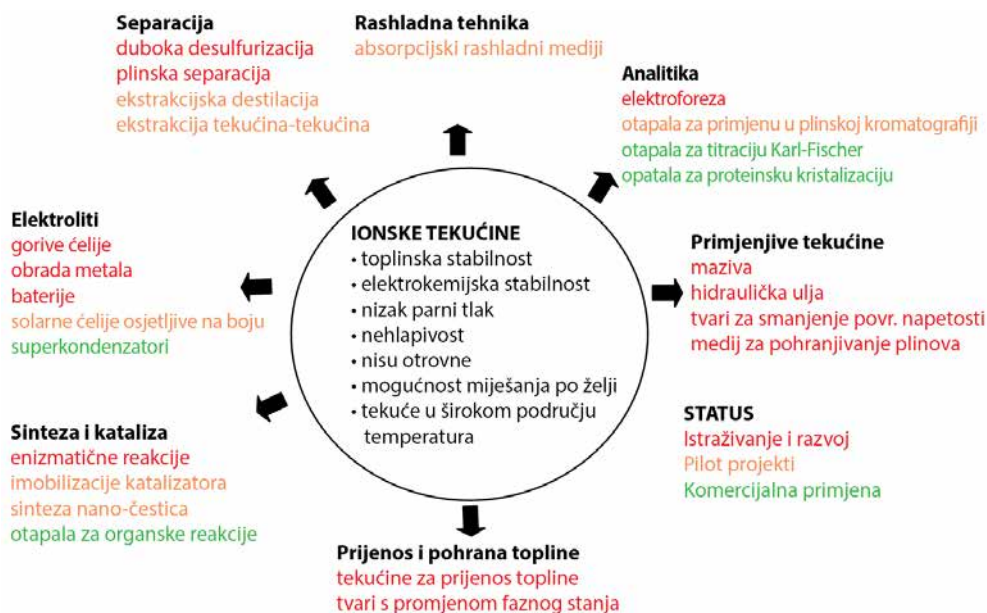 Separacija
duboka desulfurizacija
plinska separacija
ekstrakcijska destilacija
ekstrakcija tekućina-tekućina
Rashladna tehnika
absorpcijski rashladni mediji
Analitika
elektroforeza
otapala za primjenu u plinskoj kromatografiji
otapala za titraciju Karl-Fischer
opatala za proteinsku kristalizaciju
Elektroliti
gorive ćelije
obrada metala
baterije
solarne ćelije osjetljive na boju
superkondenzatori
IONSKE TEKUĆINE
• toplinska stabilnost
• elektrokemijska stabilnost
• nizak parni tlak
• nehlapivost
• nisu otrovne
• mogućnost miješanja po želji
• tekuće u širokom području
temperatura
Primjenjive tekućine
maziva
hidraulička ulja
tvari za smanjenje povr. napetosti
medij za pohranjivanje plinova
Sinteza i kataliza
enizmatične reakcije
imobilizacije katalizatora
sinteza nano-čestica
otapala za organske reakcije
STATUS
Istraživanje i razvoj
Pilot projekti
Komercijalna primjena
Prijenos i pohrana topline
tekućine za prijenos topline
tvari s promjenom faznog stanja